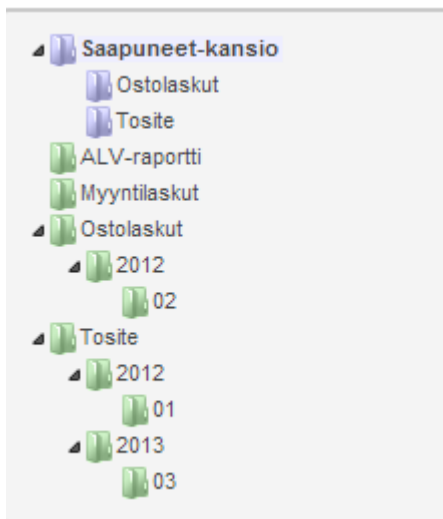 Saapuneet-kansio
Ostolaskut
Tosite
ALV-raportti
Myyntilaskut
Ostolaskut
2012
02
Tosite
2012
01
2013
03